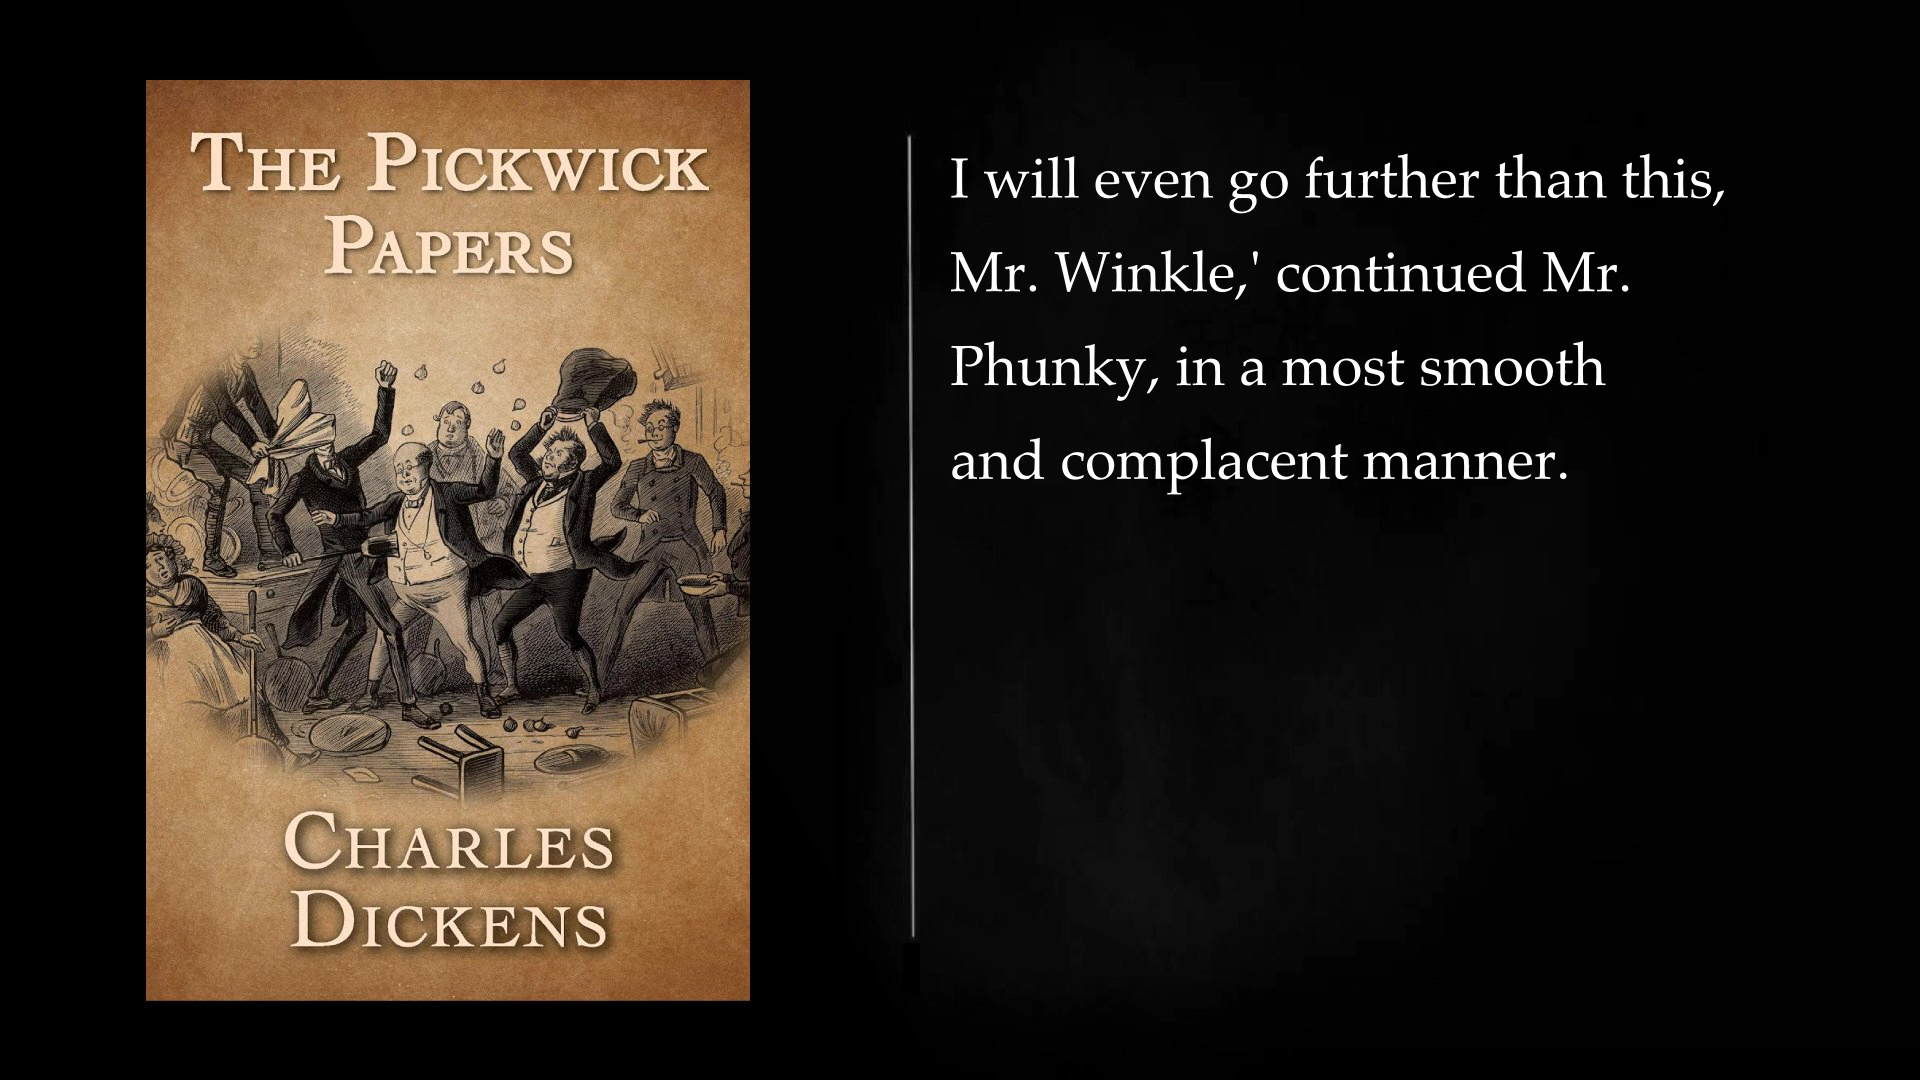 THE PICKWICK
PAPERS
CHARLES
DICKENS
I will even go further than this,
Mr. Winkle,' continued Mr.
Phunky, in a most smooth
and complacent manner.